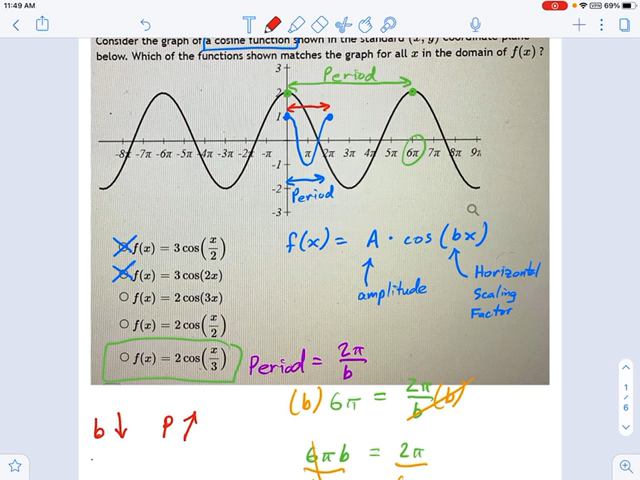 11:49 AM
69%
Consider the graph of a cosine function shown in the standard (x, y) coordinate plane
below. Which of the functions shown matches the graph for all x in the domain of f(x) ?
3
Period
2
1
-8π -7π -6π -5π -4π -3π -2π -π π 2π 3π 4π 5π 6π 7π 8π 9π
-1
-2
Period
-3
f(x) = 3 cos(x/2)
f(x) = A · cos (bx)
f(x) = 3 cos(2x)
amplitude
Horizontal
Scaling
Factor
f(x) = 2 cos(3x)
f(x) = 2 cos(x/2)
f(x) = 2 cos(x/3)
Period = 2π/b
(b) 6π = 2π/b (b)
b ↓ P ↑
6πb = 2π
1
/
6